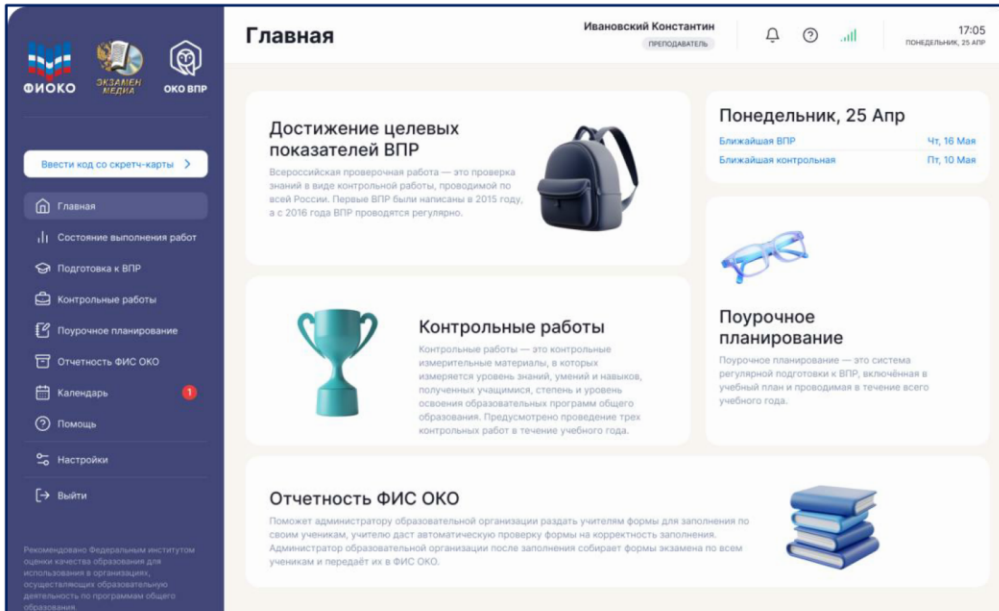 ФИОКО
ЭКЗАМЕН
МЕДИА
ОКО ВПР
Ввести код со скретч-карты
Главная
Состояние выполнения работ
Подготовка к ВПР
Контрольные работы
Поурочное планирование
Отчетность ФИС ОКО
Календарь
1
Помощь
Настройки
Выйти
Рекомендовано Федеральным институтом
оценки качества образования для
использования в организациях,
осуществляющих образовательную
деятельность по программам общего
образования.
Главная
Ивановский Константин
ПРЕПОДАВАТЕЛЬ
17:05
ПОНЕДЕЛЬНИК, 25 АПР
Достижение целевых
показателей ВПР
Всероссийская проверочная работа — это проверка
знаний в виде контрольной работы, проводимой по
всей России. Первые ВПР были написаны в 2015 году,
а с 2016 года ВПР проводятся регулярно.
Понедельник, 25 Апр
Ближайшая ВПР Чт, 16 Мая
Ближайшая контрольная Пт, 10 Мая
Контрольные работы
Контрольные работы — это контрольные
измерительные материалы, в которых
измеряется уровень знаний, умений и навыков,
полученных учащимися, степень и уровень
освоения образовательных программ общего
образования. Предусмотрено проведение трех
контрольных работ в течение учебного года.
Поурочное
планирование
Поурочное планирование — это система
регулярной подготовки к ВПР, включённая в
учебный план и проводимая в течение всего
учебного года.
Отчетность ФИС ОКО
Поможет администратору образовательной организации раздать учителям формы для заполнения по
своим ученикам, учителю даст автоматическую проверку формы на корректность заполнения.
Администратор образовательной организации после заполнения собирает формы экзамена по всем
ученикам и передаёт их в ФИС ОКО.